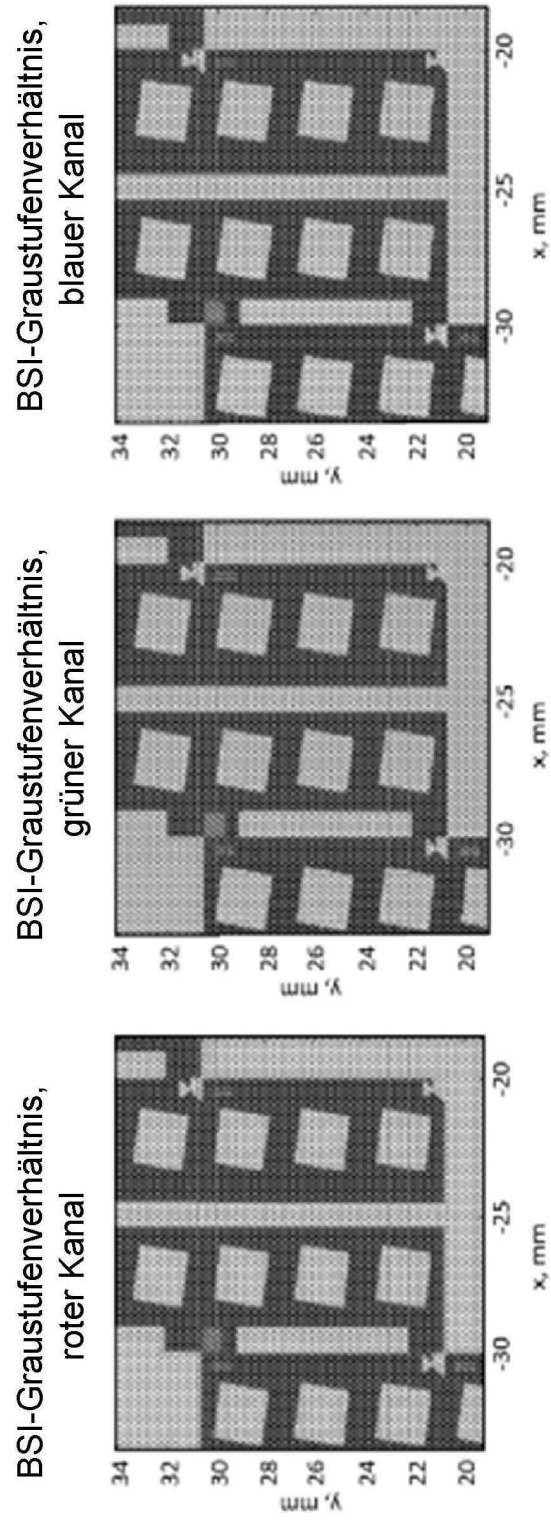 BSI-Graustufenverhältnis,
roter Kanal
34
32
30
28
26
24
22
20
y, mm
-30
-25
-20
x, mm
BSI-Graustufenverhältnis,
grüner Kanal
34
32
30
28
26
24
22
20
y, mm
-30
-25
-20
x, mm
BSI-Graustufenverhältnis,
blauer Kanal
34
32
30
28
26
24
22
20
y, mm
-30
-25
-20
x, mm